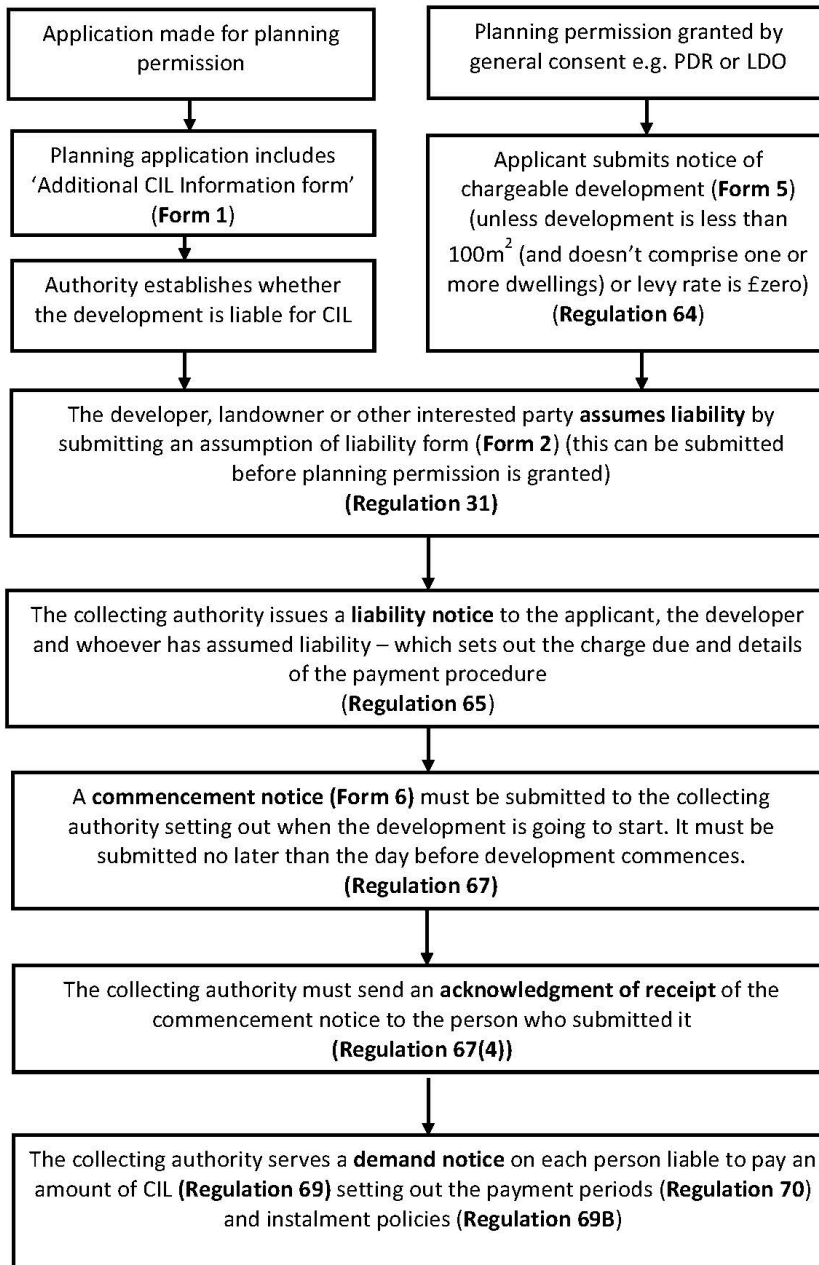 Application made for planning
permission
Planning permission granted by
general consent e.g. PDR or LDO
Planning application includes
‘Additional CIL Information form’
(Form 1)
Applicant submits notice of
chargeable development (Form 5)
(unless development is less than
100m² (and doesn’t comprise one or
more dwellings) or levy rate is £zero)
(Regulation 64)
Authority establishes whether
the development is liable for CIL
The developer, landowner or other interested party assumes liability by
submitting an assumption of liability form (Form 2) (this can be submitted
before planning permission is granted)
(Regulation 31)
The collecting authority issues a liability notice to the applicant, the developer
and whoever has assumed liability – which sets out the charge due and details
of the payment procedure
(Regulation 65)
A commencement notice (Form 6) must be submitted to the collecting
authority setting out when the development is going to start. It must be
submitted no later than the day before development commences.
(Regulation 67)
The collecting authority must send an acknowledgment of receipt of the
commencement notice to the person who submitted it
(Regulation 67(4))
The collecting authority serves a demand notice on each person liable to pay an
amount of CIL (Regulation 69) setting out the payment periods (Regulation 70)
and instalment policies (Regulation 69B)